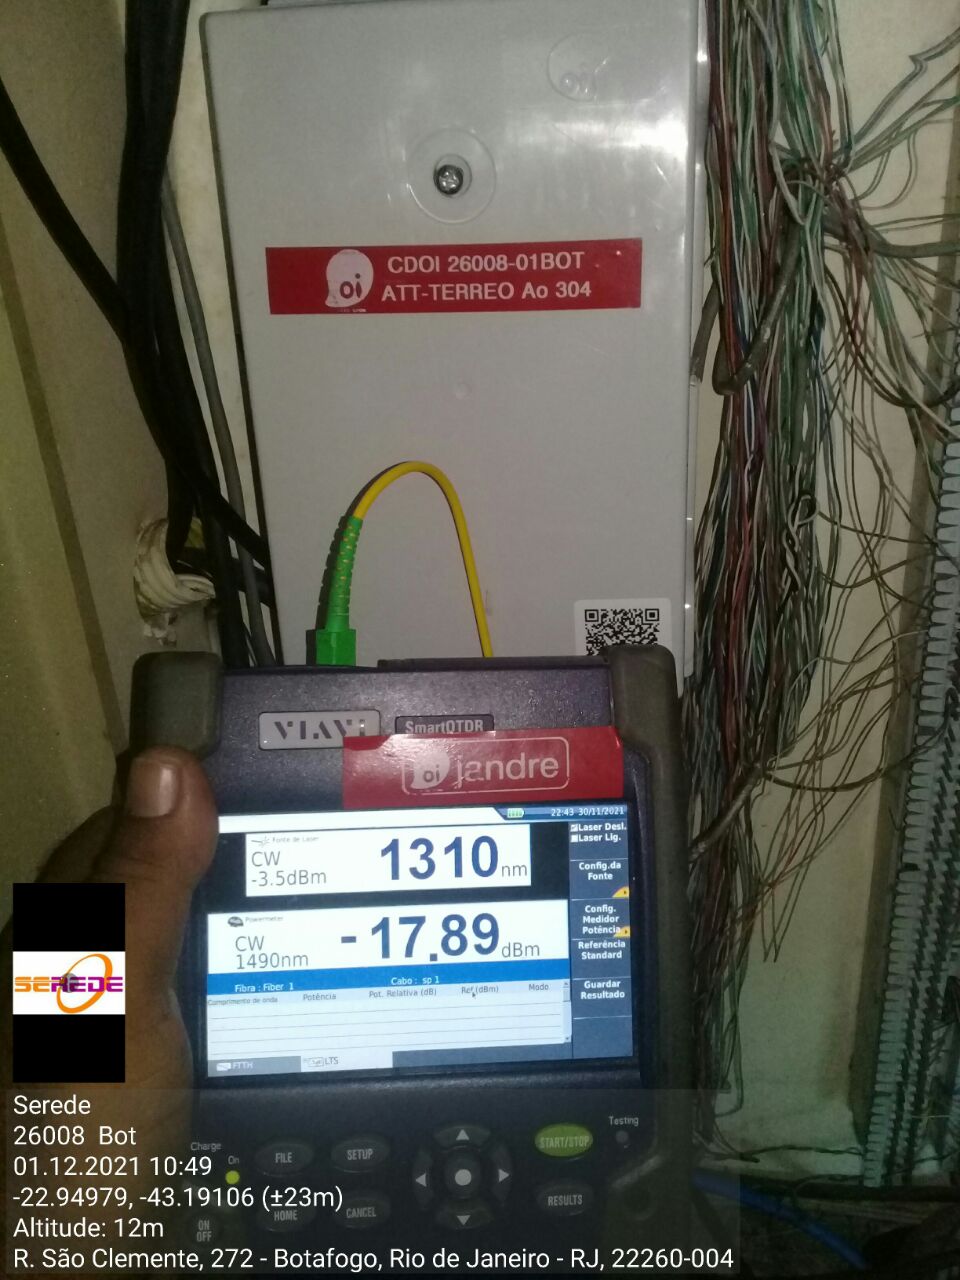 oi
CDOI 26008-01BOT
oi
ATT-TERREO Ao 304
VIAVI
SmartOTDR
oi jandre
22:43 30/11/2021
Fonte de Laser
CW
-3.5dBm
1310nm
Laser Desl.
Laser Lig.
Config.da
Fonte
Powermeter
CW
1490nm
-17.89dBm
Config.
Medidor
Potência
Referência
Standard
Guardar
Resultado
Fibra : Fiber 1
Cabo : sp 1
Comprimento de onda
Potência
Pot. Relativa (dB)
Ref.(dBm)
Modo
FTTH
LTS
SEREDE
Charge
On
FILE
SETUP
START/STOP
Testing
ON
OFF
HOME
CANCEL
RESULTS
Serede
26008 Bot
01.12.2021 10:49
-22.94979, -43.19106 (±23m)
Altitude: 12m
R. São Clemente, 272 - Botafogo, Rio de Janeiro - RJ, 22260-004